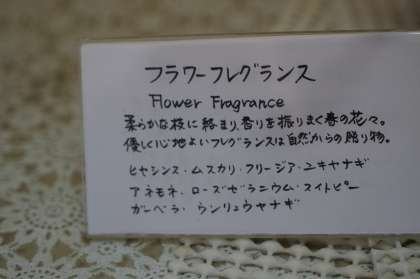 フラワーフレグランス
Flower Fragrance
柔らかな枝に絡まり、香りを振りまく春の花々。
優しく心地よいフレグランスは自然からの贈り物。
ヒヤシンス・ムスカリ・フリージア・ユキヤナギ
アネモネ・ローズゼラニウム・スイトピー
ガーベラ・ウンリュウヤナギ